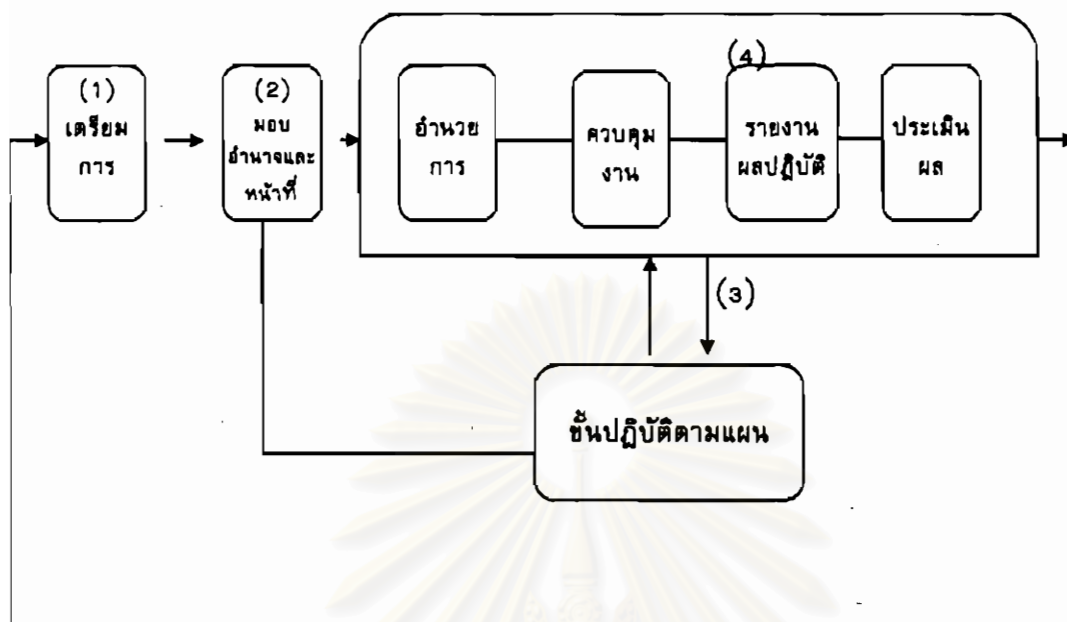 (1)
เตรียม
การ
(2)
มอบ
อำนาจและ
หน้าที่
อำนวย
การ
ควบคุม
งาน
(4)
รายงาน
ผลปฏิบัติ
ประเมิน
ผล
(3)
ขั้นปฏิบัติตามแผน